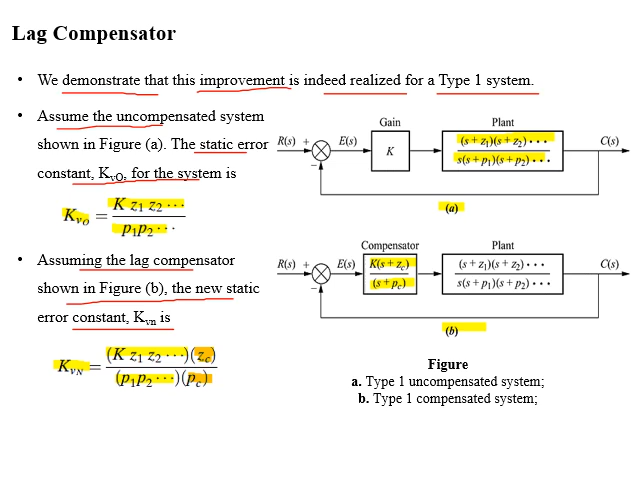 Lag Compensator
• We demonstrate that this improvement is indeed realized for a Type 1 system.
• Assume the uncompensated system
shown in Figure (a). The static error
constant, KvO, for the system is
KvO = K z1 z2 ··· / p1p2 ···
Gain
Plant
R(s) + − E(s) K (s + z1)(s + z2) ··· / s(s + p1)(s + p2) ··· C(s)
(a)
• Assuming the lag compensator
shown in Figure (b), the new static
error constant, Kvn is
KvN = (K z1 z2 ···)(zc) / (p1p2 ···)(pc)
Compensator
Plant
R(s) + − E(s) K(s + zc) / (s + pc) (s + z1)(s + z2) ··· / s(s + p1)(s + p2) ··· C(s)
(b)
Figure
a. Type 1 uncompensated system;
b. Type 1 compensated system;